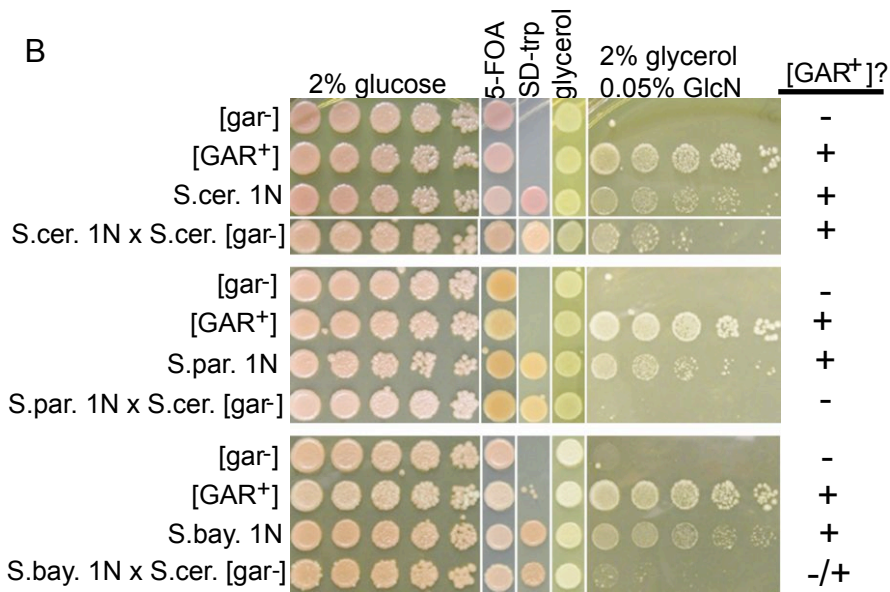 B
2% glucose
5-FOA
SD-trp
glycerol
2% glycerol
0.05% GlcN
[GAR+]?
[gar-] -
[GAR+] +
S.cer. 1N +
S.cer. 1N x S.cer. [gar-] +
[gar-] -
[GAR+] +
S.par. 1N +
S.par. 1N x S.cer. [gar-] -
[gar-] -
[GAR+] +
S.bay. 1N +
S.bay. 1N x S.cer. [gar-] -/+